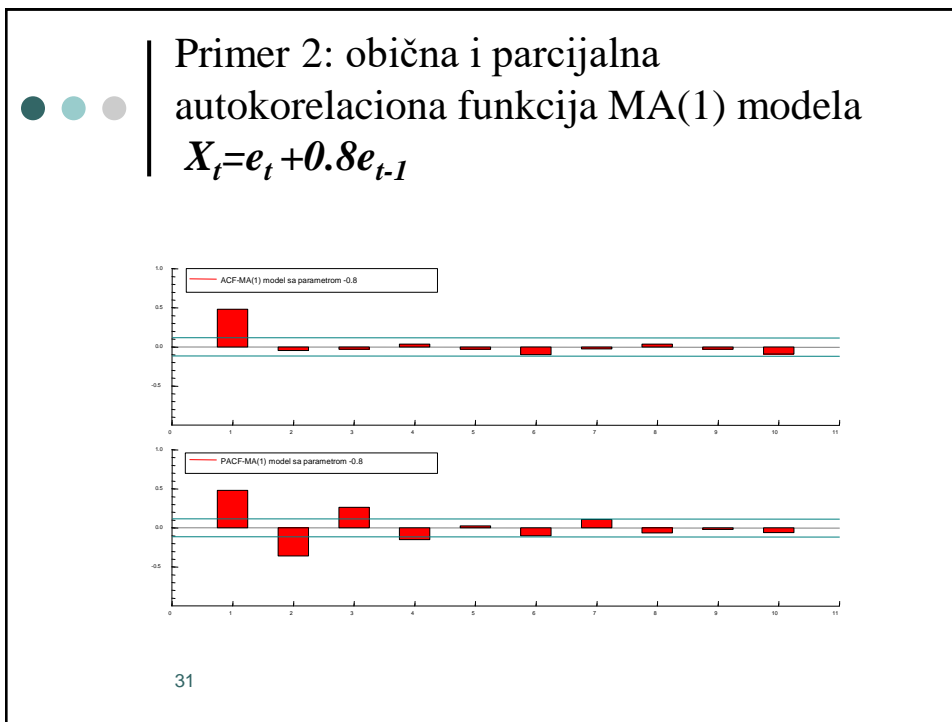 Primer 2: obična i parcijalna
autokorelaciona funkcija MA(1) modela
X_t=e_t +0.8e_{t-1}
1.0
ACF-MA(1) model sa parametrom -0.8
0.5
0.0
-0.5
0 1 2 3 4 5 6 7 8 9 10 11
1.0
PACF-MA(1) model sa parametrom -0.8
0.5
0.0
-0.5
0 1 2 3 4 5 6 7 8 9 10 11
31